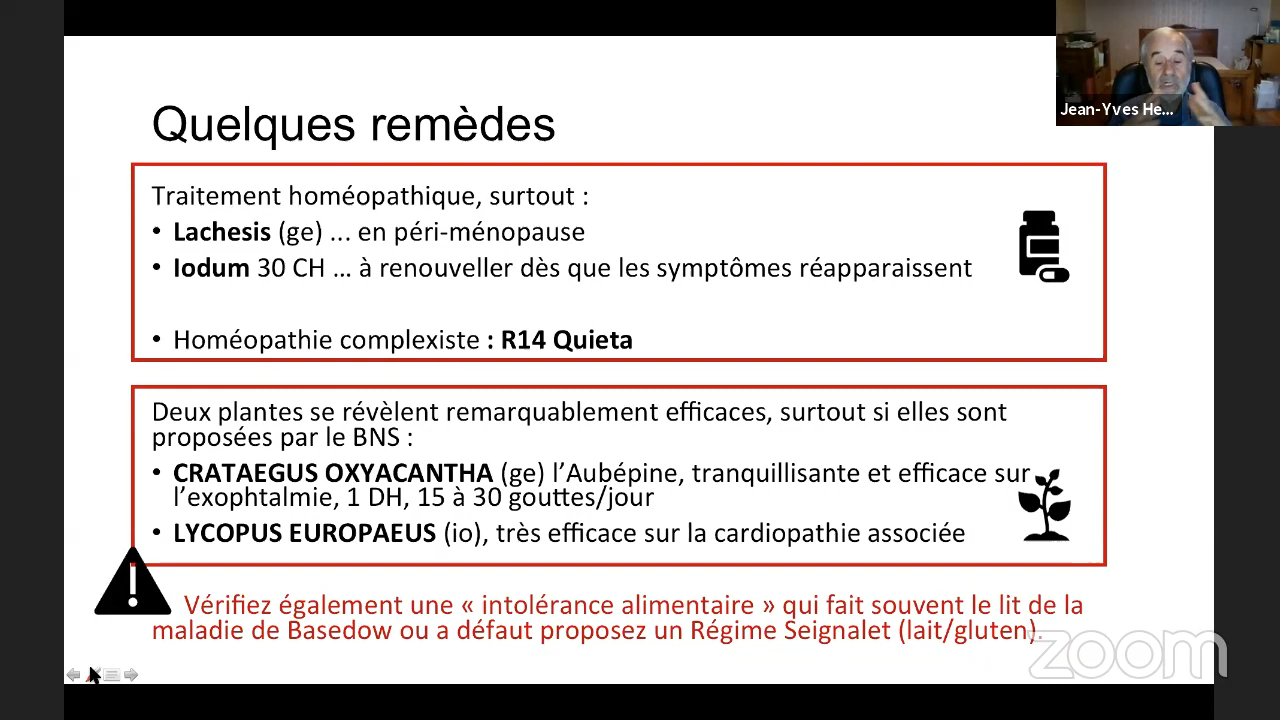 Jean-Yves He...
Quelques remèdes
Traitement homéopathique, surtout :
• Lachesis (ge) ... en péri-ménopause
• Iodum 30 CH ... à renouveller dès que les symptômes réapparaissent
• Homéopathie complexiste : R14 Quieta
Deux plantes se révèlent remarquablement efficaces, surtout si elles sont
proposées par le BNS :
• CRATAEGUS OXYACANTHA (ge) l’Aubépine, tranquillisante et efficace sur
l’exophtalmie, 1 DH, 15 à 30 gouttes/jour
• LYCOPUS EUROPAEUS (io), très efficace sur la cardiopathie associée
Vérifiez également une « intolérance alimentaire » qui fait souvent le lit de la
maladie de Basedow ou a défaut proposez un Régime Seignalet (lait/gluten).
zoom